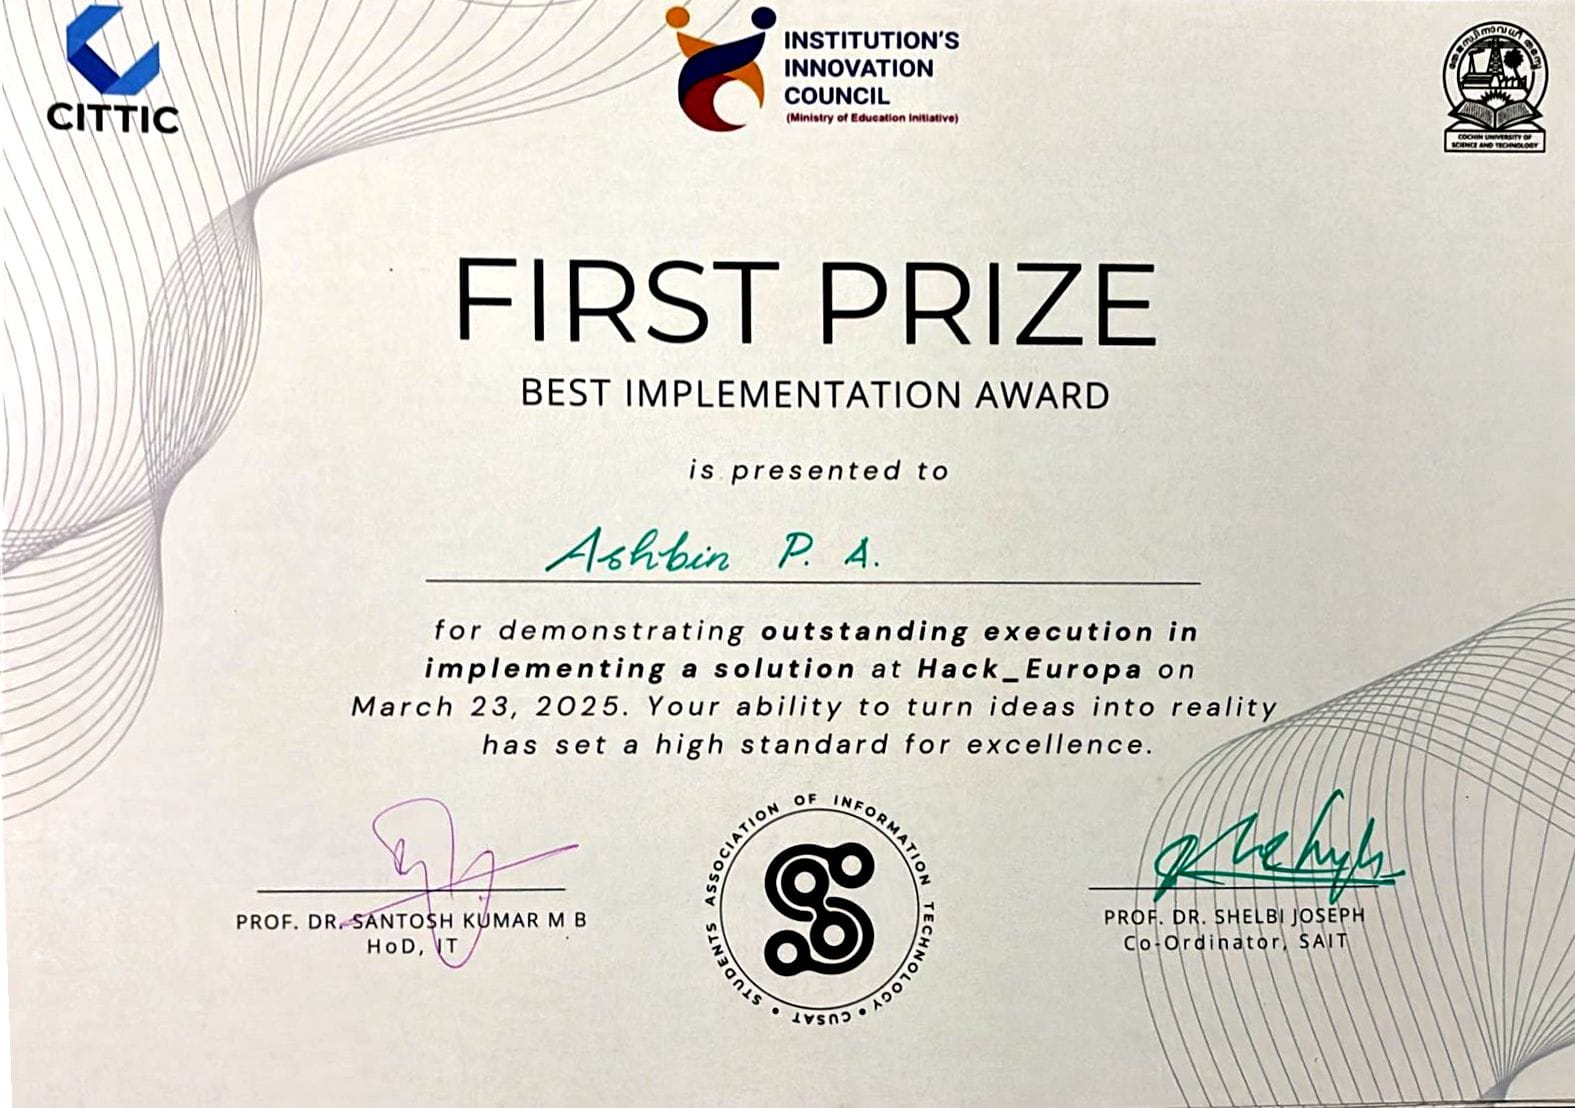 CITTIC
INSTITUTION'S
INNOVATION
COUNCIL
(Ministry of Education Initiative)
COCHIN UNIVERSITY OF
SCIENCE AND TECHNOLOGY
FIRST PRIZE
BEST IMPLEMENTATION AWARD
is presented to
Ashbin P. A.
for demonstrating outstanding execution in
implementing a solution at Hack_Europa on
March 23, 2025. Your ability to turn ideas into reality
has set a high standard for excellence.
PROF. DR. SANTOSH KUMAR M B
HoD, IT
STUDENTS ASSOCIATION OF INFORMATION TECHNOLOGY • CUSAT •
PROF. DR. SHELBI JOSEPH
Co-Ordinator, SAIT